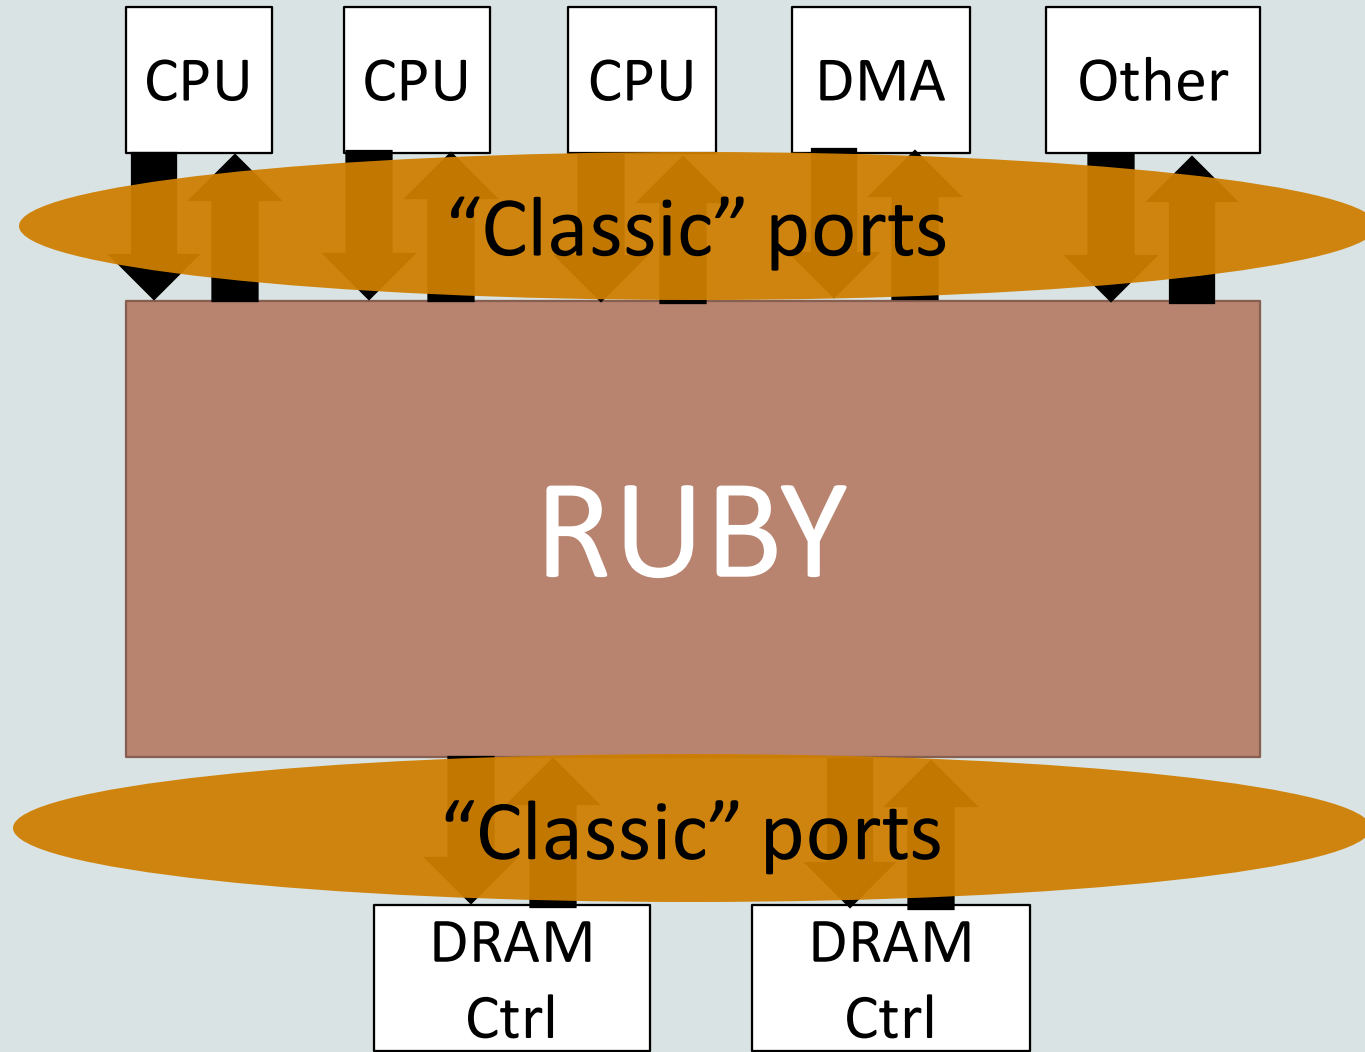 CPU
CPU
CPU
DMA
Other
“Classic” ports
RUBY
“Classic” ports
DRAM
Ctrl
DRAM
Ctrl